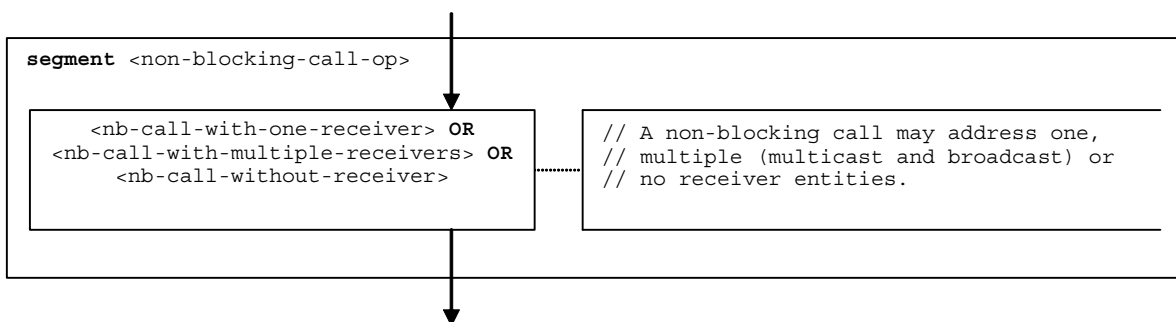 segment <non-blocking-call-op>
<nb-call-with-one-receiver> OR
<nb-call-with-multiple-receivers> OR
<nb-call-without-receiver>
// A non-blocking call may address one,
// multiple (multicast and broadcast) or
// no receiver entities.